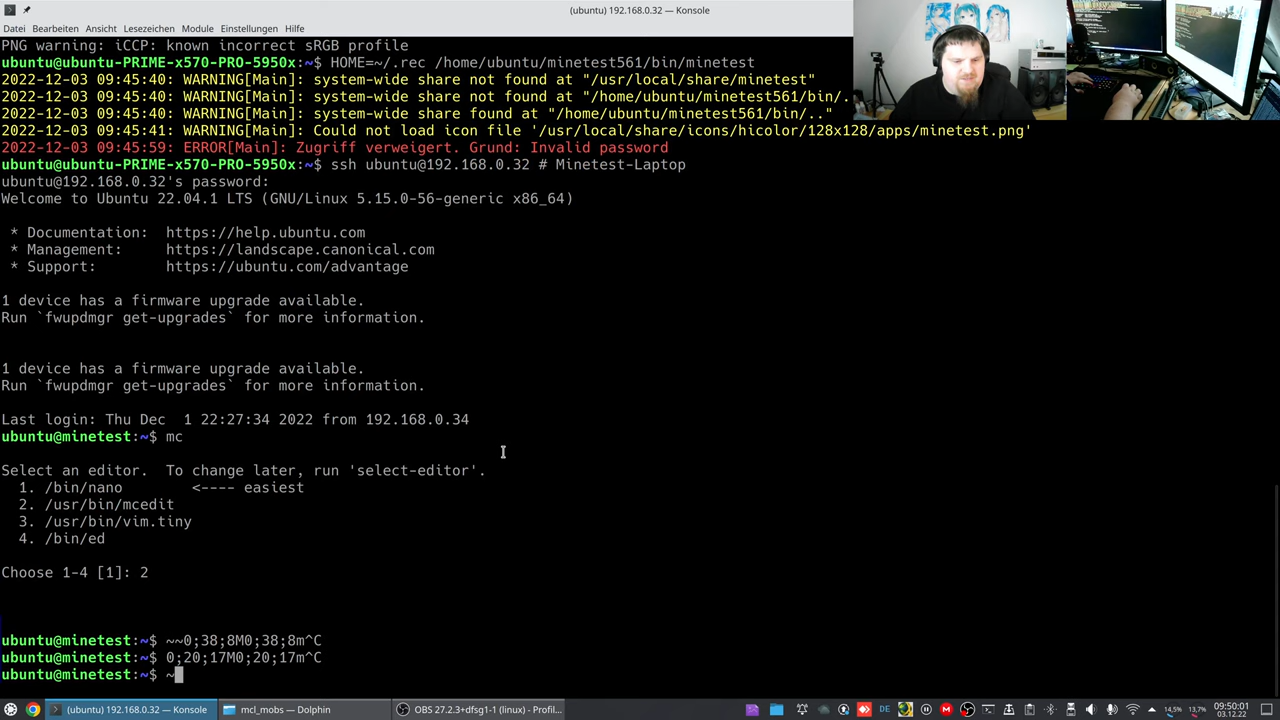 (ubuntu) 192.168.0.32 — Konsole
Datei Bearbeiten Ansicht Lesezeichen Module Einstellungen Hilfe
PNG warning: iCCP: known incorrect sRGB profile
ubuntu@ubuntu-PRIME-x570-PRO-5950x:~$ HOME=~/.rec /home/ubuntu/minetest561/bin/minetest
2022-12-03 09:45:40: WARNING[Main]: system-wide share not found at "/usr/local/share/minetest"
2022-12-03 09:45:40: WARNING[Main]: system-wide share not found at "/home/ubuntu/minetest561/bin/..
2022-12-03 09:45:40: WARNING[Main]: system-wide share not found at "/home/ubuntu/minetest561/bin/.."
2022-12-03 09:45:41: WARNING[Main]: Could not load icon file '/usr/local/share/icons/hicolor/128x128/apps/minetest.png'
2022-12-03 09:45:59: ERROR[Main]: Zugriff verweigert. Grund: Invalid password
ubuntu@ubuntu-PRIME-x570-PRO-5950x:~$ ssh ubuntu@192.168.0.32 # Minetest-Laptop
ubuntu@192.168.0.32's password:
Welcome to Ubuntu 22.04.1 LTS (GNU/Linux 5.15.0-56-generic x86_64)
* Documentation: https://help.ubuntu.com
* Management: https://landscape.canonical.com
* Support: https://ubuntu.com/advantage
1 device has a firmware upgrade available.
Run `fwupdmgr get-upgrades` for more information.
1 device has a firmware upgrade available.
Run `fwupdmgr get-upgrades` for more information.
Last login: Thu Dec 1 22:27:34 2022 from 192.168.0.34
ubuntu@minetest:~$ mc
Select an editor. To change later, run 'select-editor'.
1. /bin/nano <---- easiest
2. /usr/bin/mcedit
3. /usr/bin/vim.tiny
4. /bin/ed
Choose 1-4 [1]: 2
ubuntu@minetest:~$ ~~0;38;8M0;38;8m^C
ubuntu@minetest:~$ 0;20;17M0;20;17m^C
ubuntu@minetest:~$ ~
(ubuntu) 192.168.0.32 — Konsole mcl_mobs — Dolphin OBS 27.2.3+dfsg1-1 (linux) - Profil... DE 14,5% 13,7% 09:50:01
03.12.22